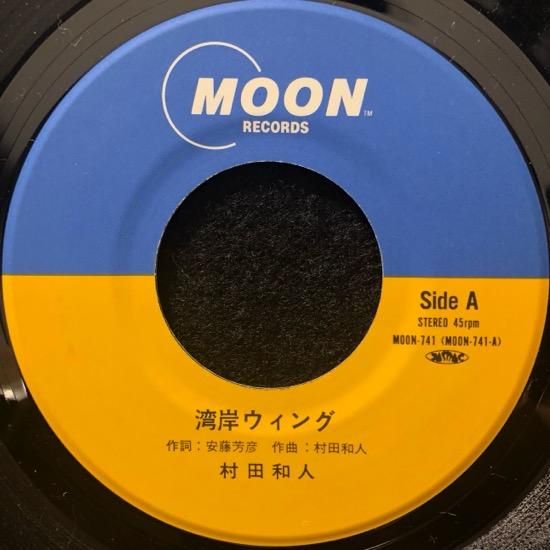 MOON™
RECORDS
Side A
STEREO 45rpm
MOON-741 (MOON-741-A)
湾岸ウィング
作詞：安藤芳彦 作曲：村田和人
村田和人